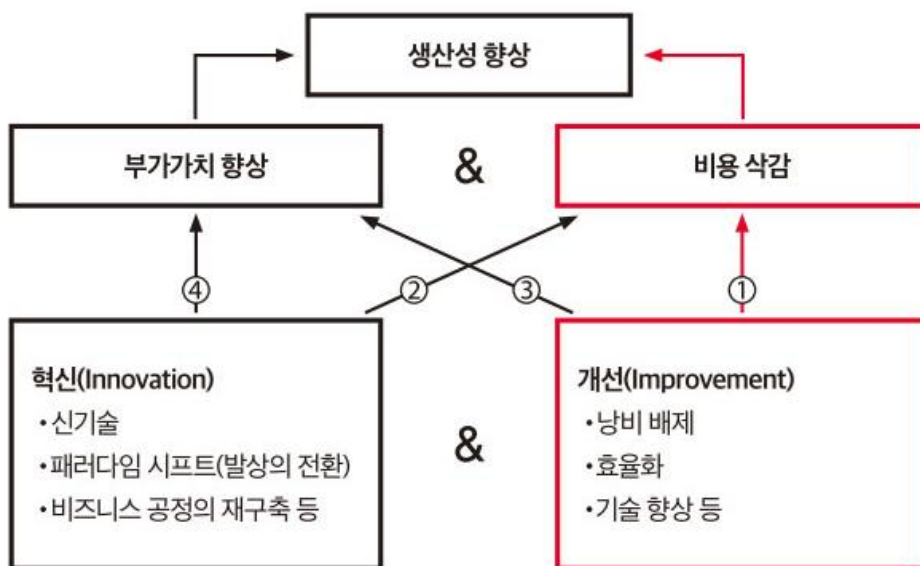 생산성 향상
부가가치 향상
&
비용 삭감
④
②
③
①
혁신(Innovation)
•신기술
•패러다임 시프트(발상의 전환)
•비즈니스 공정의 재구축 등
&
개선(Improvement)
•낭비 배제
•효율화
•기술 향상 등